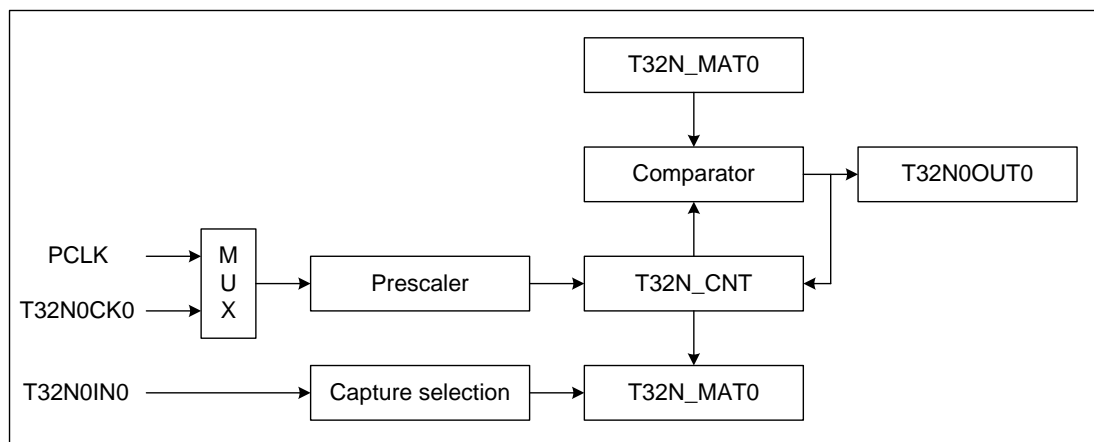 T32N_MAT0
Comparator
T32N0OUT0
PCLK
M
U
X
Prescaler
T32N_CNT
T32N0CK0
T32N0IN0
Capture selection
T32N_MAT0